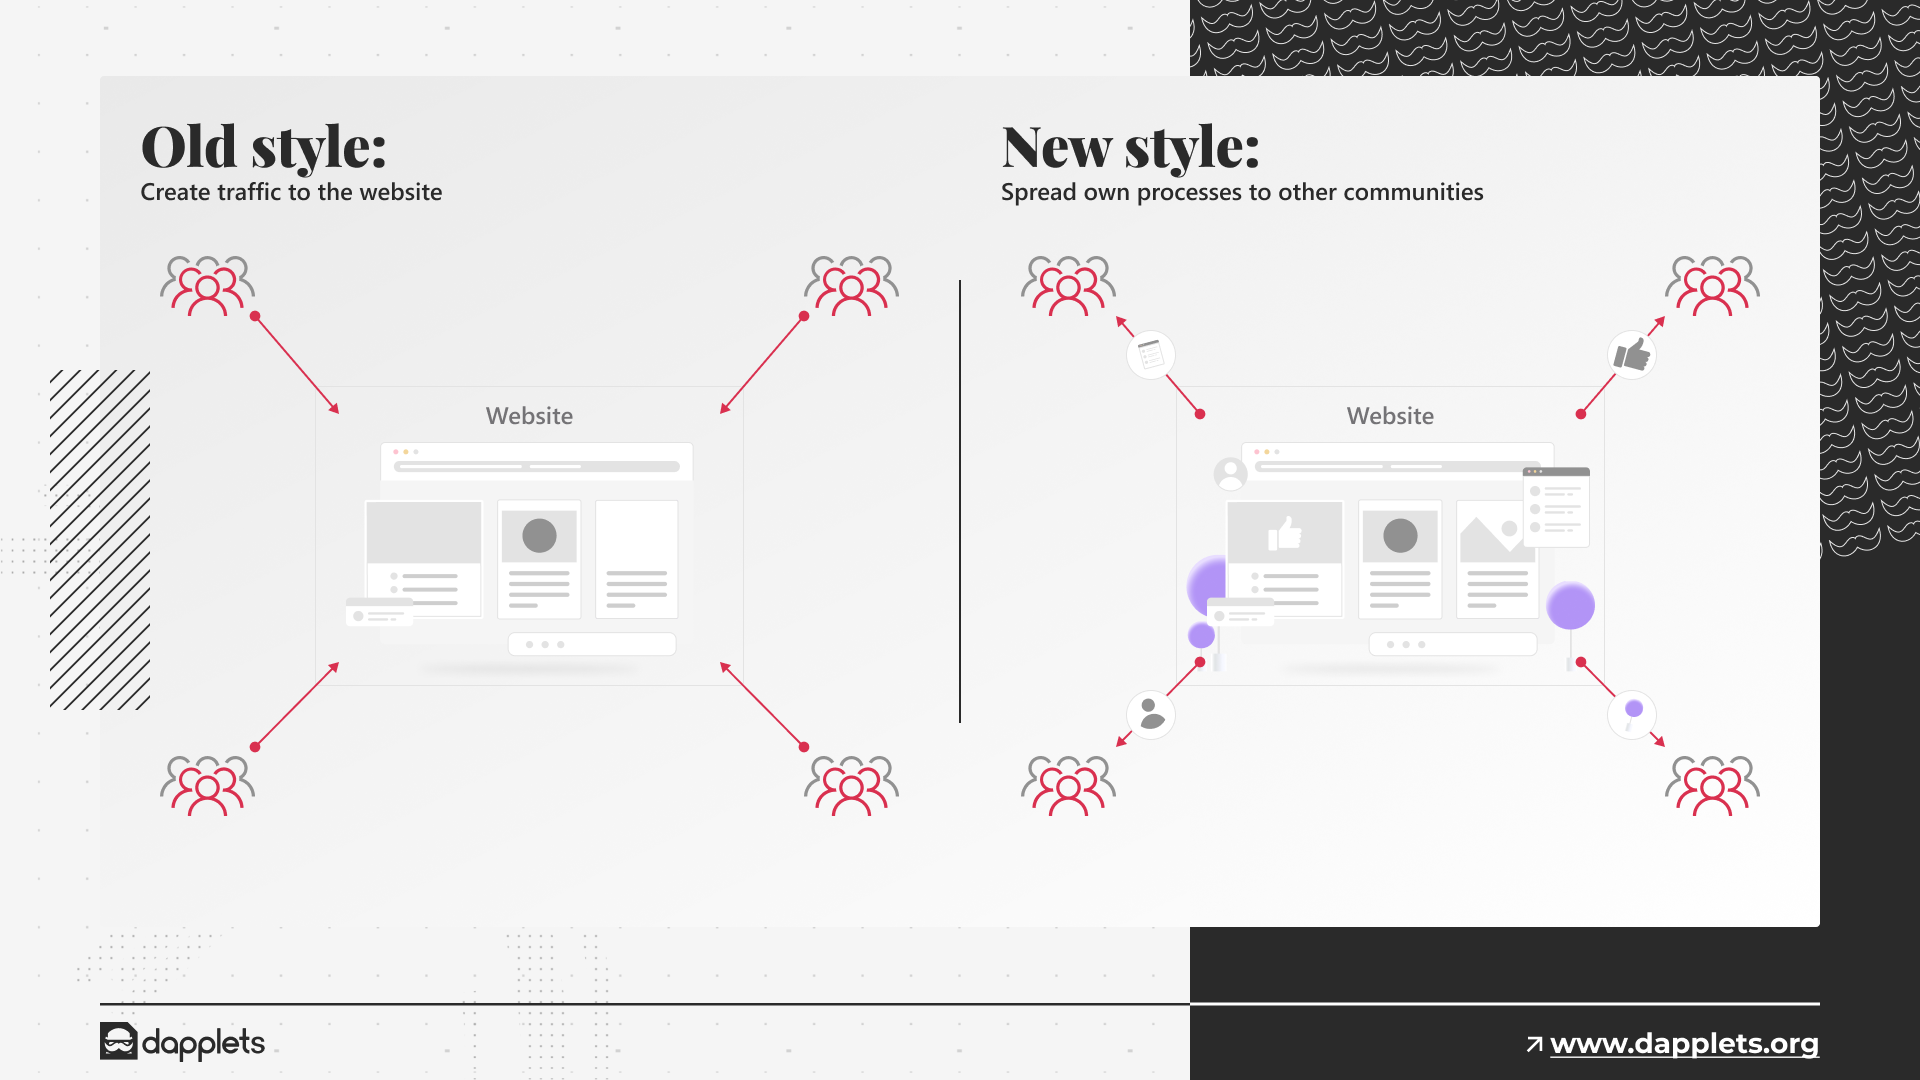 Old style:
Create traffic to the website
Website
New style:
Spread own processes to other communities
Website
dapplets
www.dapplets.org